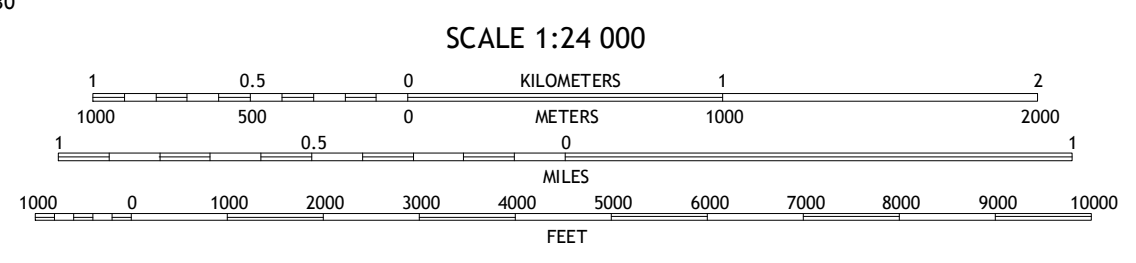 SCALE 1:24 000
1 0.5 0 KILOMETERS 1 2
1000 500 0 METERS 1000 2000
1 0.5 0 1
MILES
1000 0 1000 2000 3000 4000 5000 6000 7000 8000 9000 10000
FEET